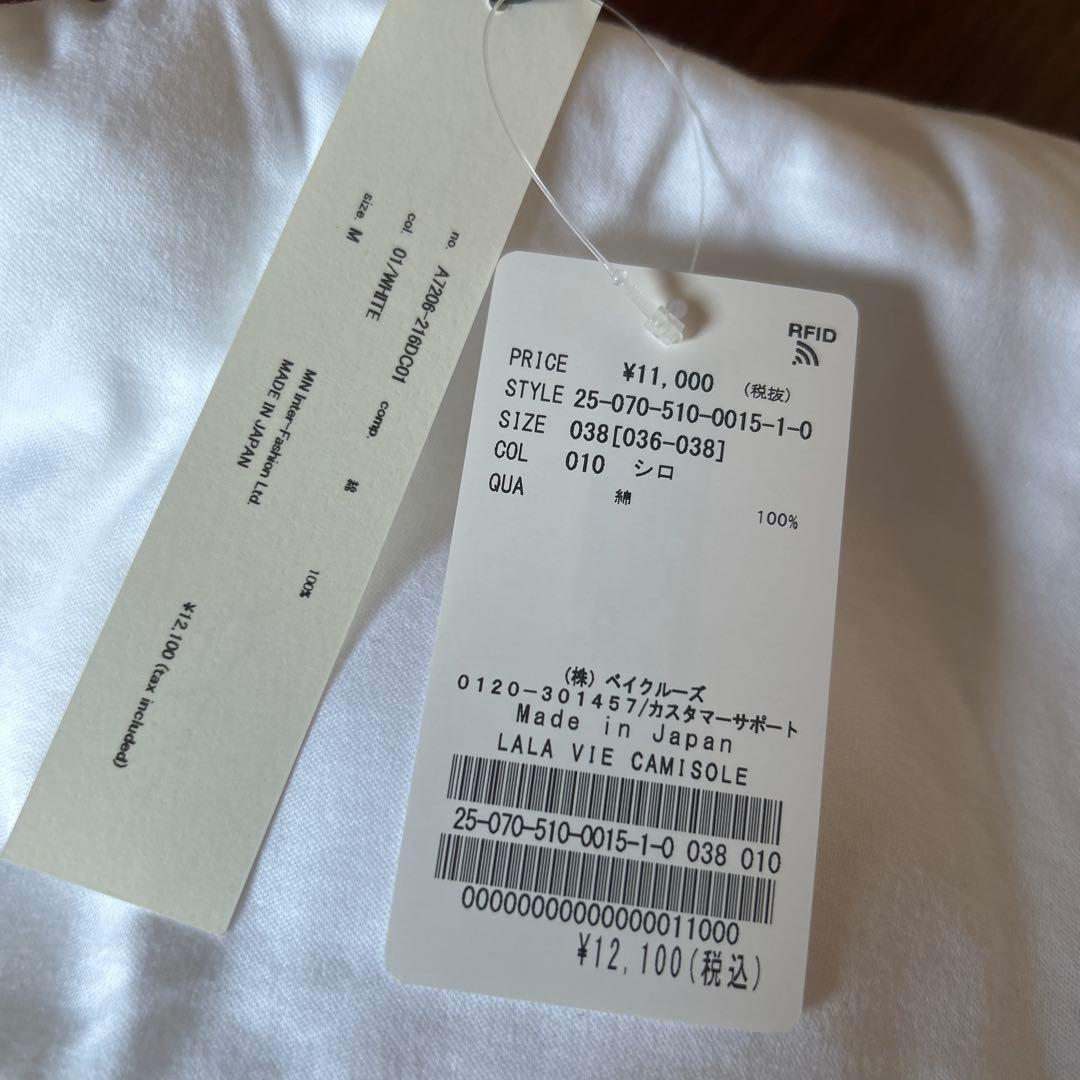 no. A7206-216DC01 comp. 綿 100%
col. 01/WHITE
size. M
MN Inter-Fashion Ltd.
MADE IN JAPAN
¥12,100 (tax included)
RFID
PRICE ¥11,000 (税抜)
STYLE 25-070-510-0015-1-0
SIZE 038[036-038]
COL 010 シロ
QUA 綿 100%
(株) ベイクルーズ
0120-301457/カスタマーサポート
Made in Japan
LALA VIE CAMISOLE
25-070-510-0015-1-0 038 010
000000000000000011000
¥12,100(税込)